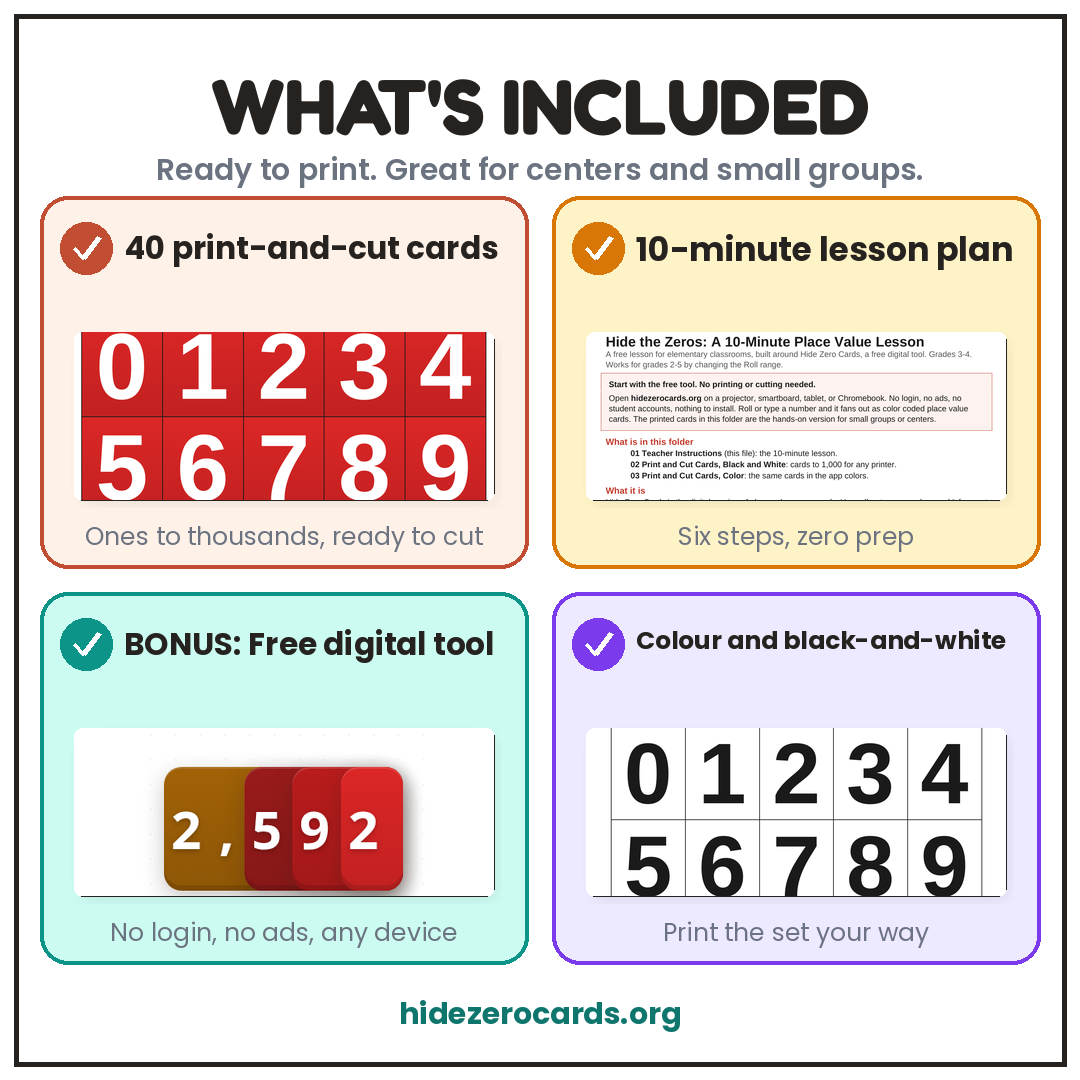 WHAT'S INCLUDED
Ready to print. Great for centers and small groups.
40 print-and-cut cards
0 1 2 3 4
5 6 7 8 9
Ones to thousands, ready to cut
10-minute lesson plan
Hide the Zeros: A 10-Minute Place Value Lesson
A free lesson for elementary classrooms, built around Hide Zero Cards, a free digital tool. Grades 3-4.
Works for grades 2-5 by changing the Roll range.
Start with the free tool. No printing or cutting needed.
Open hidezerocards.org on a projector, smartboard, tablet, or Chromebook. No login, no ads, no
student accounts, nothing to install. Roll or type a number and it fans out as color coded place value
cards. The printed cards in this folder are the hands-on version for small groups or centers.
What is in this folder
01 Teacher Instructions (this file): the 10-minute lesson.
02 Print and Cut Cards, Black and White: cards to 1,000 for any printer.
03 Print and Cut Cards, Color: the same cards in the app colors.
What it is
Six steps, zero prep
BONUS: Free digital tool
2,592
No login, no ads, any device
Colour and black-and-white
0 1 2 3 4
5 6 7 8 9
Print the set your way
hidezerocards.org